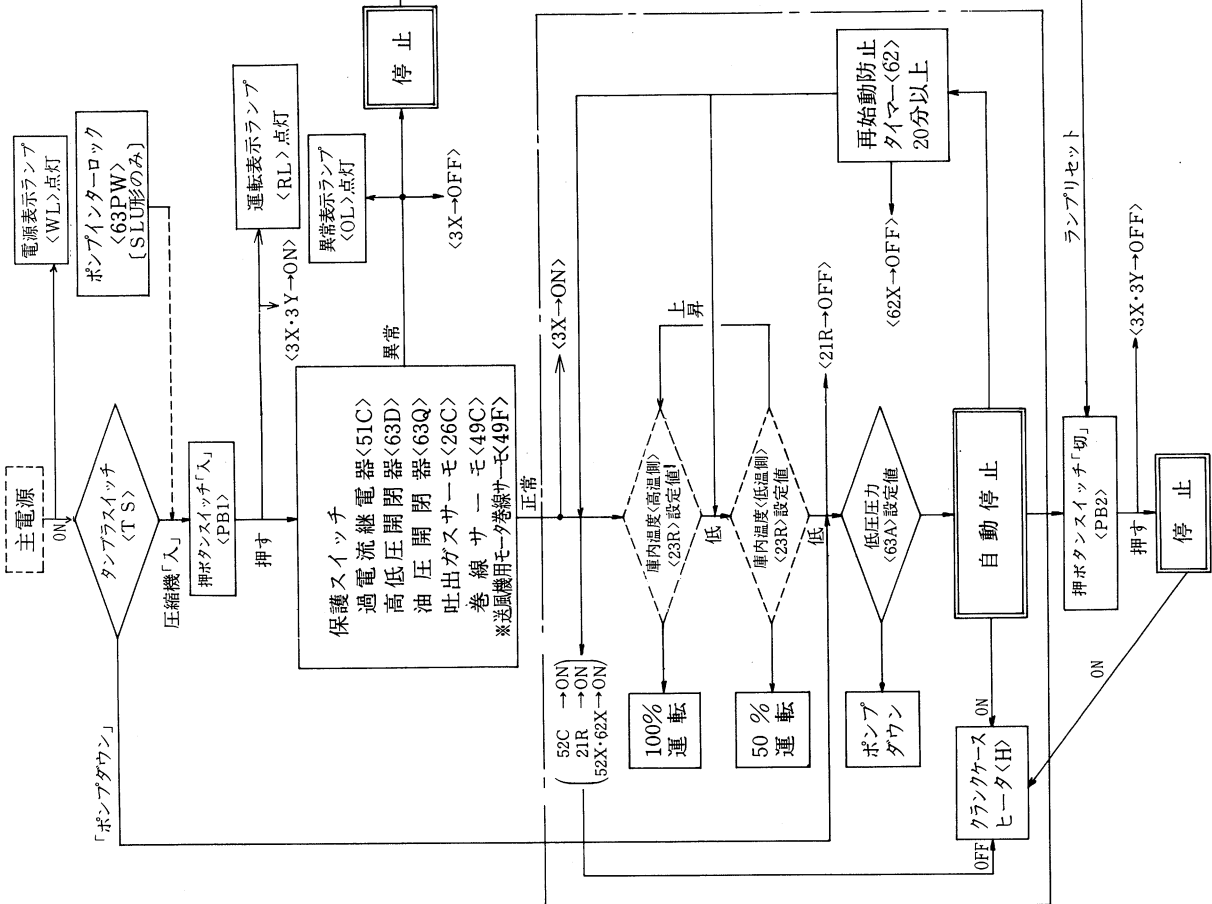 主電源
ON
電源表示ランプ
<WL>点灯
タンブラスイッチ
<TS>
ポンプインターロック
<63PW>
〔SLU形のみ〕
「ポンプダウン」
圧縮機「入」
押ボタンスイッチ「入」
<PB1>
押す
運転表示ランプ
<RL>点灯
<3X・3Y→ON>
保護スイッチ
過電流継電器<51C>
高低圧開閉器<63D>
油圧開閉器<63Q>
吐出ガスサーモ<26C>
巻線サーモ<49C>
※送風機用モータ巻線サーモ<49F>
異常
異常表示ランプ
<OL>点灯
停止
<3X→OFF>
正常
<3X→ON>
52C →ON
21R →ON
52X・62X→ON
庫内温度<高温側>
<23R>設定値
100%
運転
低
上昇
庫内温度<低温側>
<23R>設定値
50%
運転
低
<21R→OFF>
低圧圧力
<63A>設定値
ポンプ
ダウン
再始動防止
タイマー<62>
20分以上
<62X→OFF>
自動停止
ON
OFF
クランクケース
ヒータ<H>
ON
ランプリセット
押ボタンスイッチ「切」
<PB2>
押す
<3X・3Y→OFF>
停止